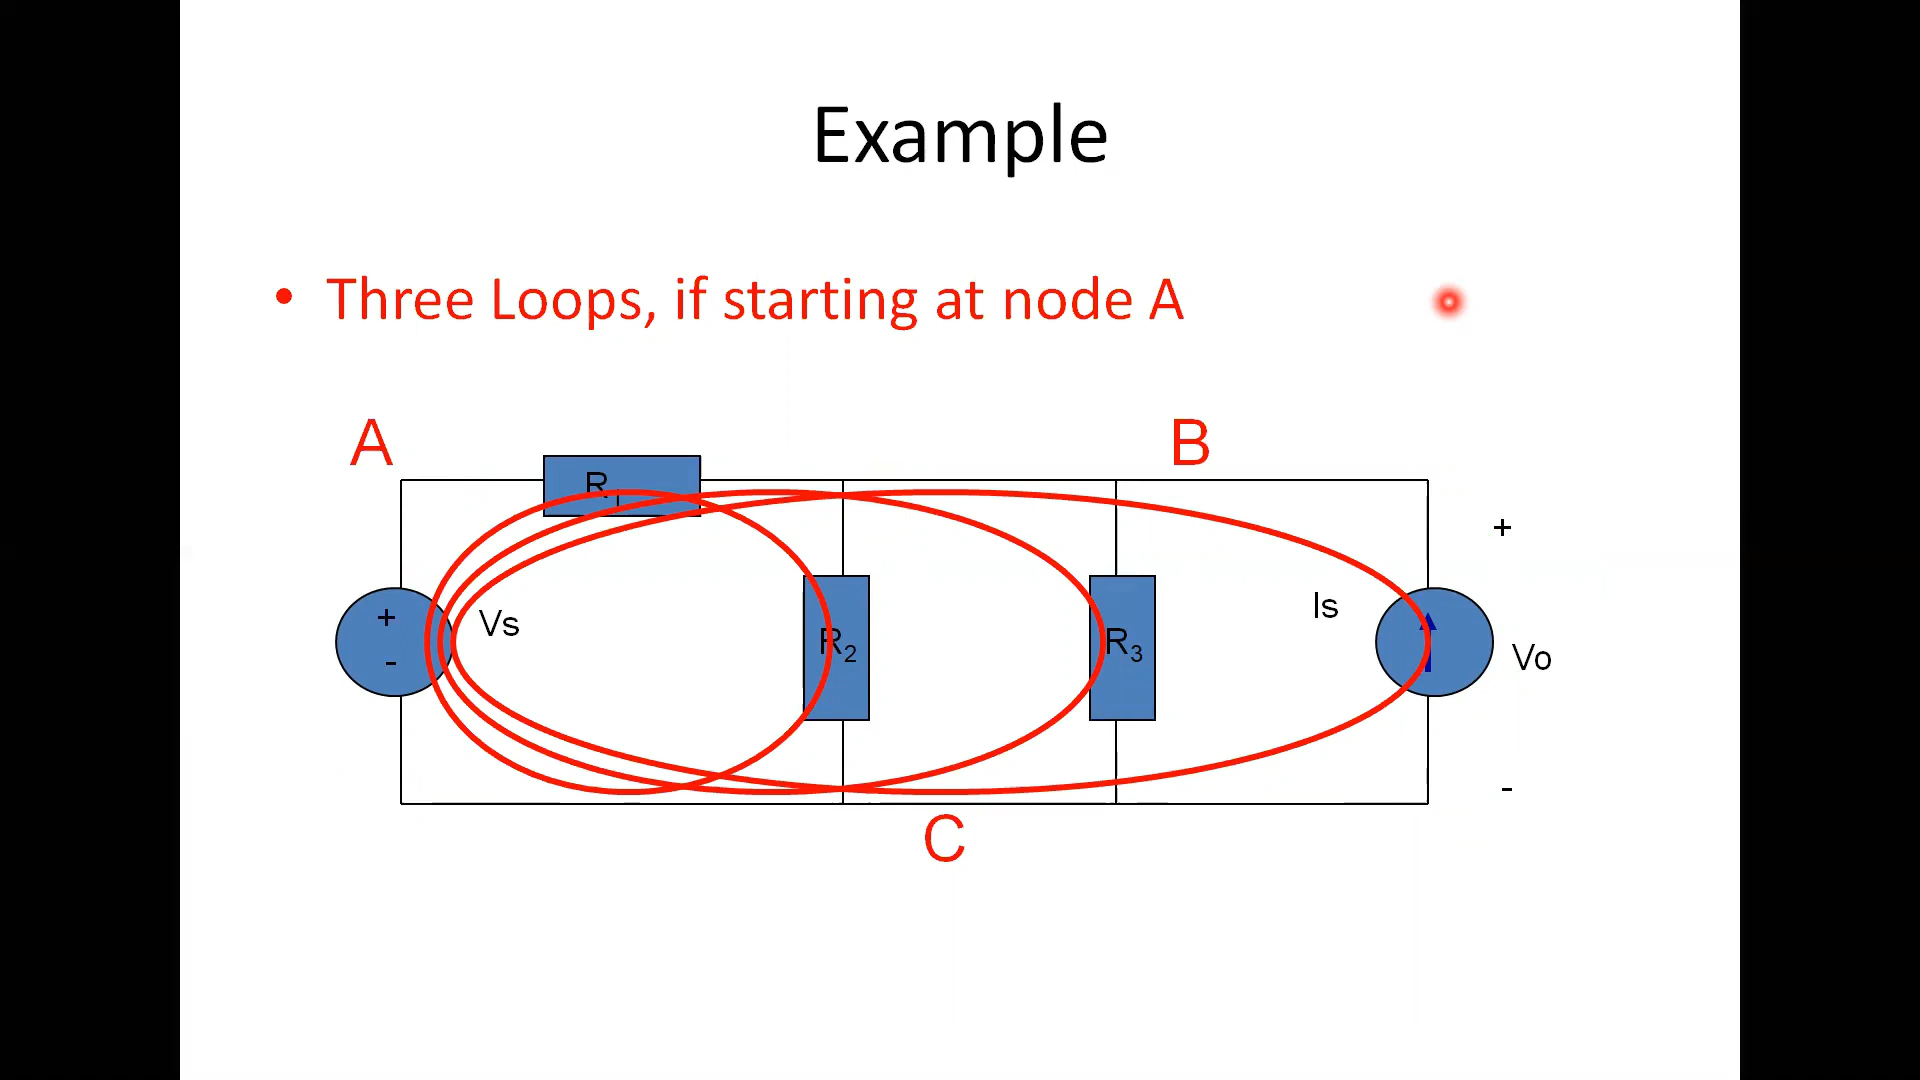 Example
• Three Loops, if starting at node A
A
B
R1
+
+
-
Vs
R2
R3
Is
Vo
-
C